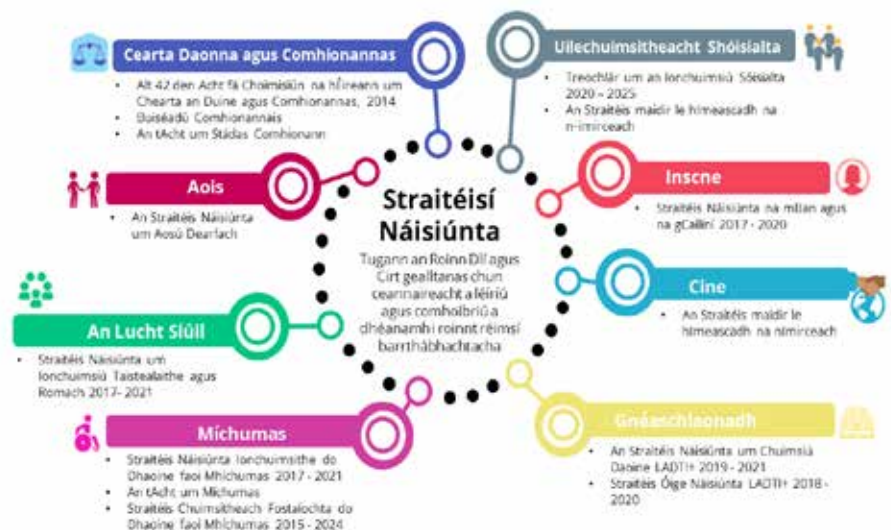 Cearta Daonna agus Comhionannas
• Alt 42 den Acht fá Choimisiún na hÉireann um
Chearta an Duine agus Comhionannas, 2014
• Buiséadú Comhionannais
• An tAcht um Stádas Comhionann
Uilechuimsitheacht Shóisialta
• Treochlár um an Ionchuimsiú Sóisialta
2020 – 2025
• An Straitéis maidir le hImeascadh na
n-imirceach
Aois
• An Straitéis Náisiúnta
um Aosú Dearfach
Inscne
• Straitéis Náisiúnta na mBan agus
na gCailíní 2017 - 2020
Straitéisí
Náisiúnta
Tugann an Roinn Dlí agus
Cirt gealltanas chun
ceannaireacht a léiriú
agus comhoibriú a
dhéanamh i roinnt réimsí
barrthábhachtacha
Cine
• An Straitéis maidir le
hImeascadh na nImirceach
An Lucht Siúil
• Straitéis Náisiúnta um
Ionchuimsiú Taistealaithe agus
Romach 2017- 2021
Míchumas
• Straitéis Náisiúnta Ionchuimsithe do
Dhaoine faoi Mhíchumas 2017 - 2021
• An tAcht um Míchumas
• Straitéis Chuimsitheach Fostaíochta do
Dhaoine faoi Mhíchumas 2015 - 2024
Gnéaschlaonadh
• An Straitéis Náisiúnta um Chuimsiú
Daoine LADTI+ 2019 - 2021
• Straitéis Óige Náisiúnta LADTI+ 2018 -
2020